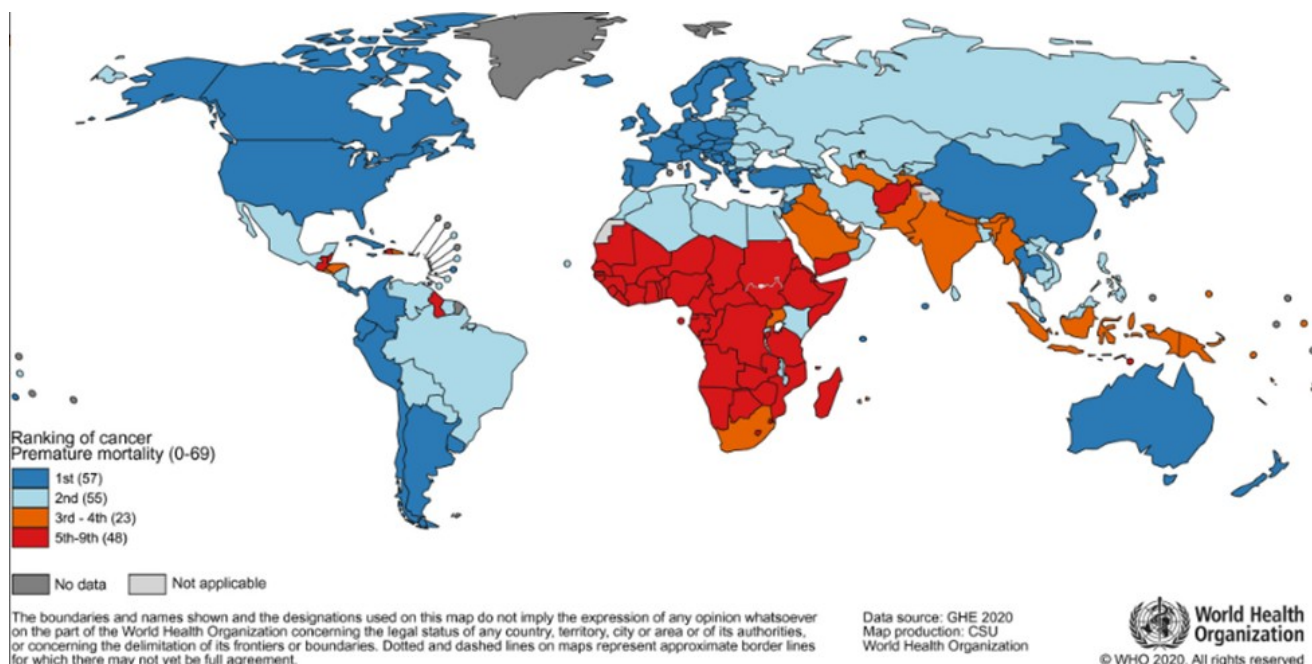 Ranking of cancer
Premature mortality (0-69)
1st (57)
2nd (55)
3rd - 4th (23)
5th-9th (48)
No data
Not applicable
The boundaries and names shown and the designations used on this map do not imply the expression of any opinion whatsoever
on the part of the World Health Organization concerning the legal status of any country, territory, city or area or of its authorities,
or concerning the delimitation of its frontiers or boundaries. Dotted and dashed lines on maps represent approximate border lines
for which there may not yet be full agreement.
Data source: GHE 2020
Map production: CSU
World Health Organization
World Health
Organization
© WHO 2020. All rights reserved